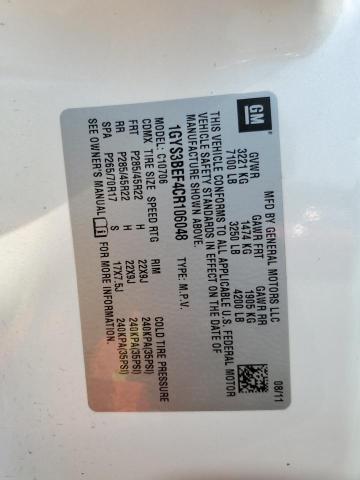 GM
MFD BY GENERAL MOTORS LLC
08/11
GVWR GAWR FRT GAWR RR
3221 KG 1474 KG 1905 KG
7100 LB 3250 LB 4200 LB
THIS VEHICLE CONFORMS TO ALL APPLICABLE U.S. FEDERAL MOTOR
VEHICLE SAFETY STANDARDS IN EFFECT ON THE DATE OF
MANUFACTURE SHOWN ABOVE.
1GYS3BEF4CR106048 TYPE: M.P.V.
MODEL: C10706
CDMX TIRE SIZE SPEED RTG RIM COLD TIRE PRESSURE
FRT P285/45R22 H 22X9J 240KPA(35PSI)
RR P285/45R22 H 22X9J 240KPA(35PSI)
SPA P265/70R17 S 17X7.5J 240KPA(35PSI)
SEE OWNER'S MANUAL FOR MORE INFORMATION.